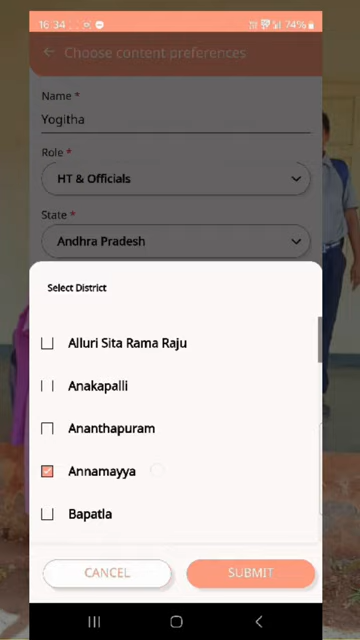 16:34 74%
Choose content preferences
Name *
Yogitha
Role *
HT & Officials
State *
Andhra Pradesh
Select District
Alluri Sita Rama Raju
Anakapalli
Ananthapuram
Annamayya
Bapatla
CANCEL SUBMIT